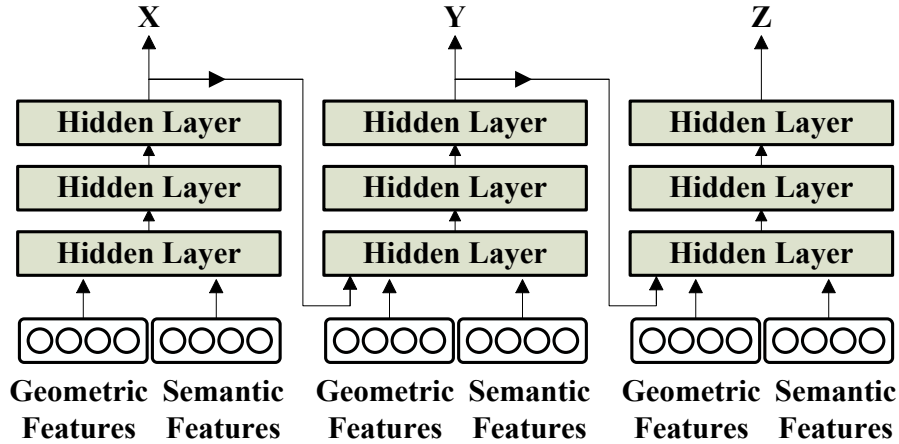 X Y Z
Hidden Layer Hidden Layer Hidden Layer
Hidden Layer Hidden Layer Hidden Layer
Hidden Layer Hidden Layer Hidden Layer
Geometric Semantic Geometric Semantic Geometric Semantic
Features Features Features Features Features Features